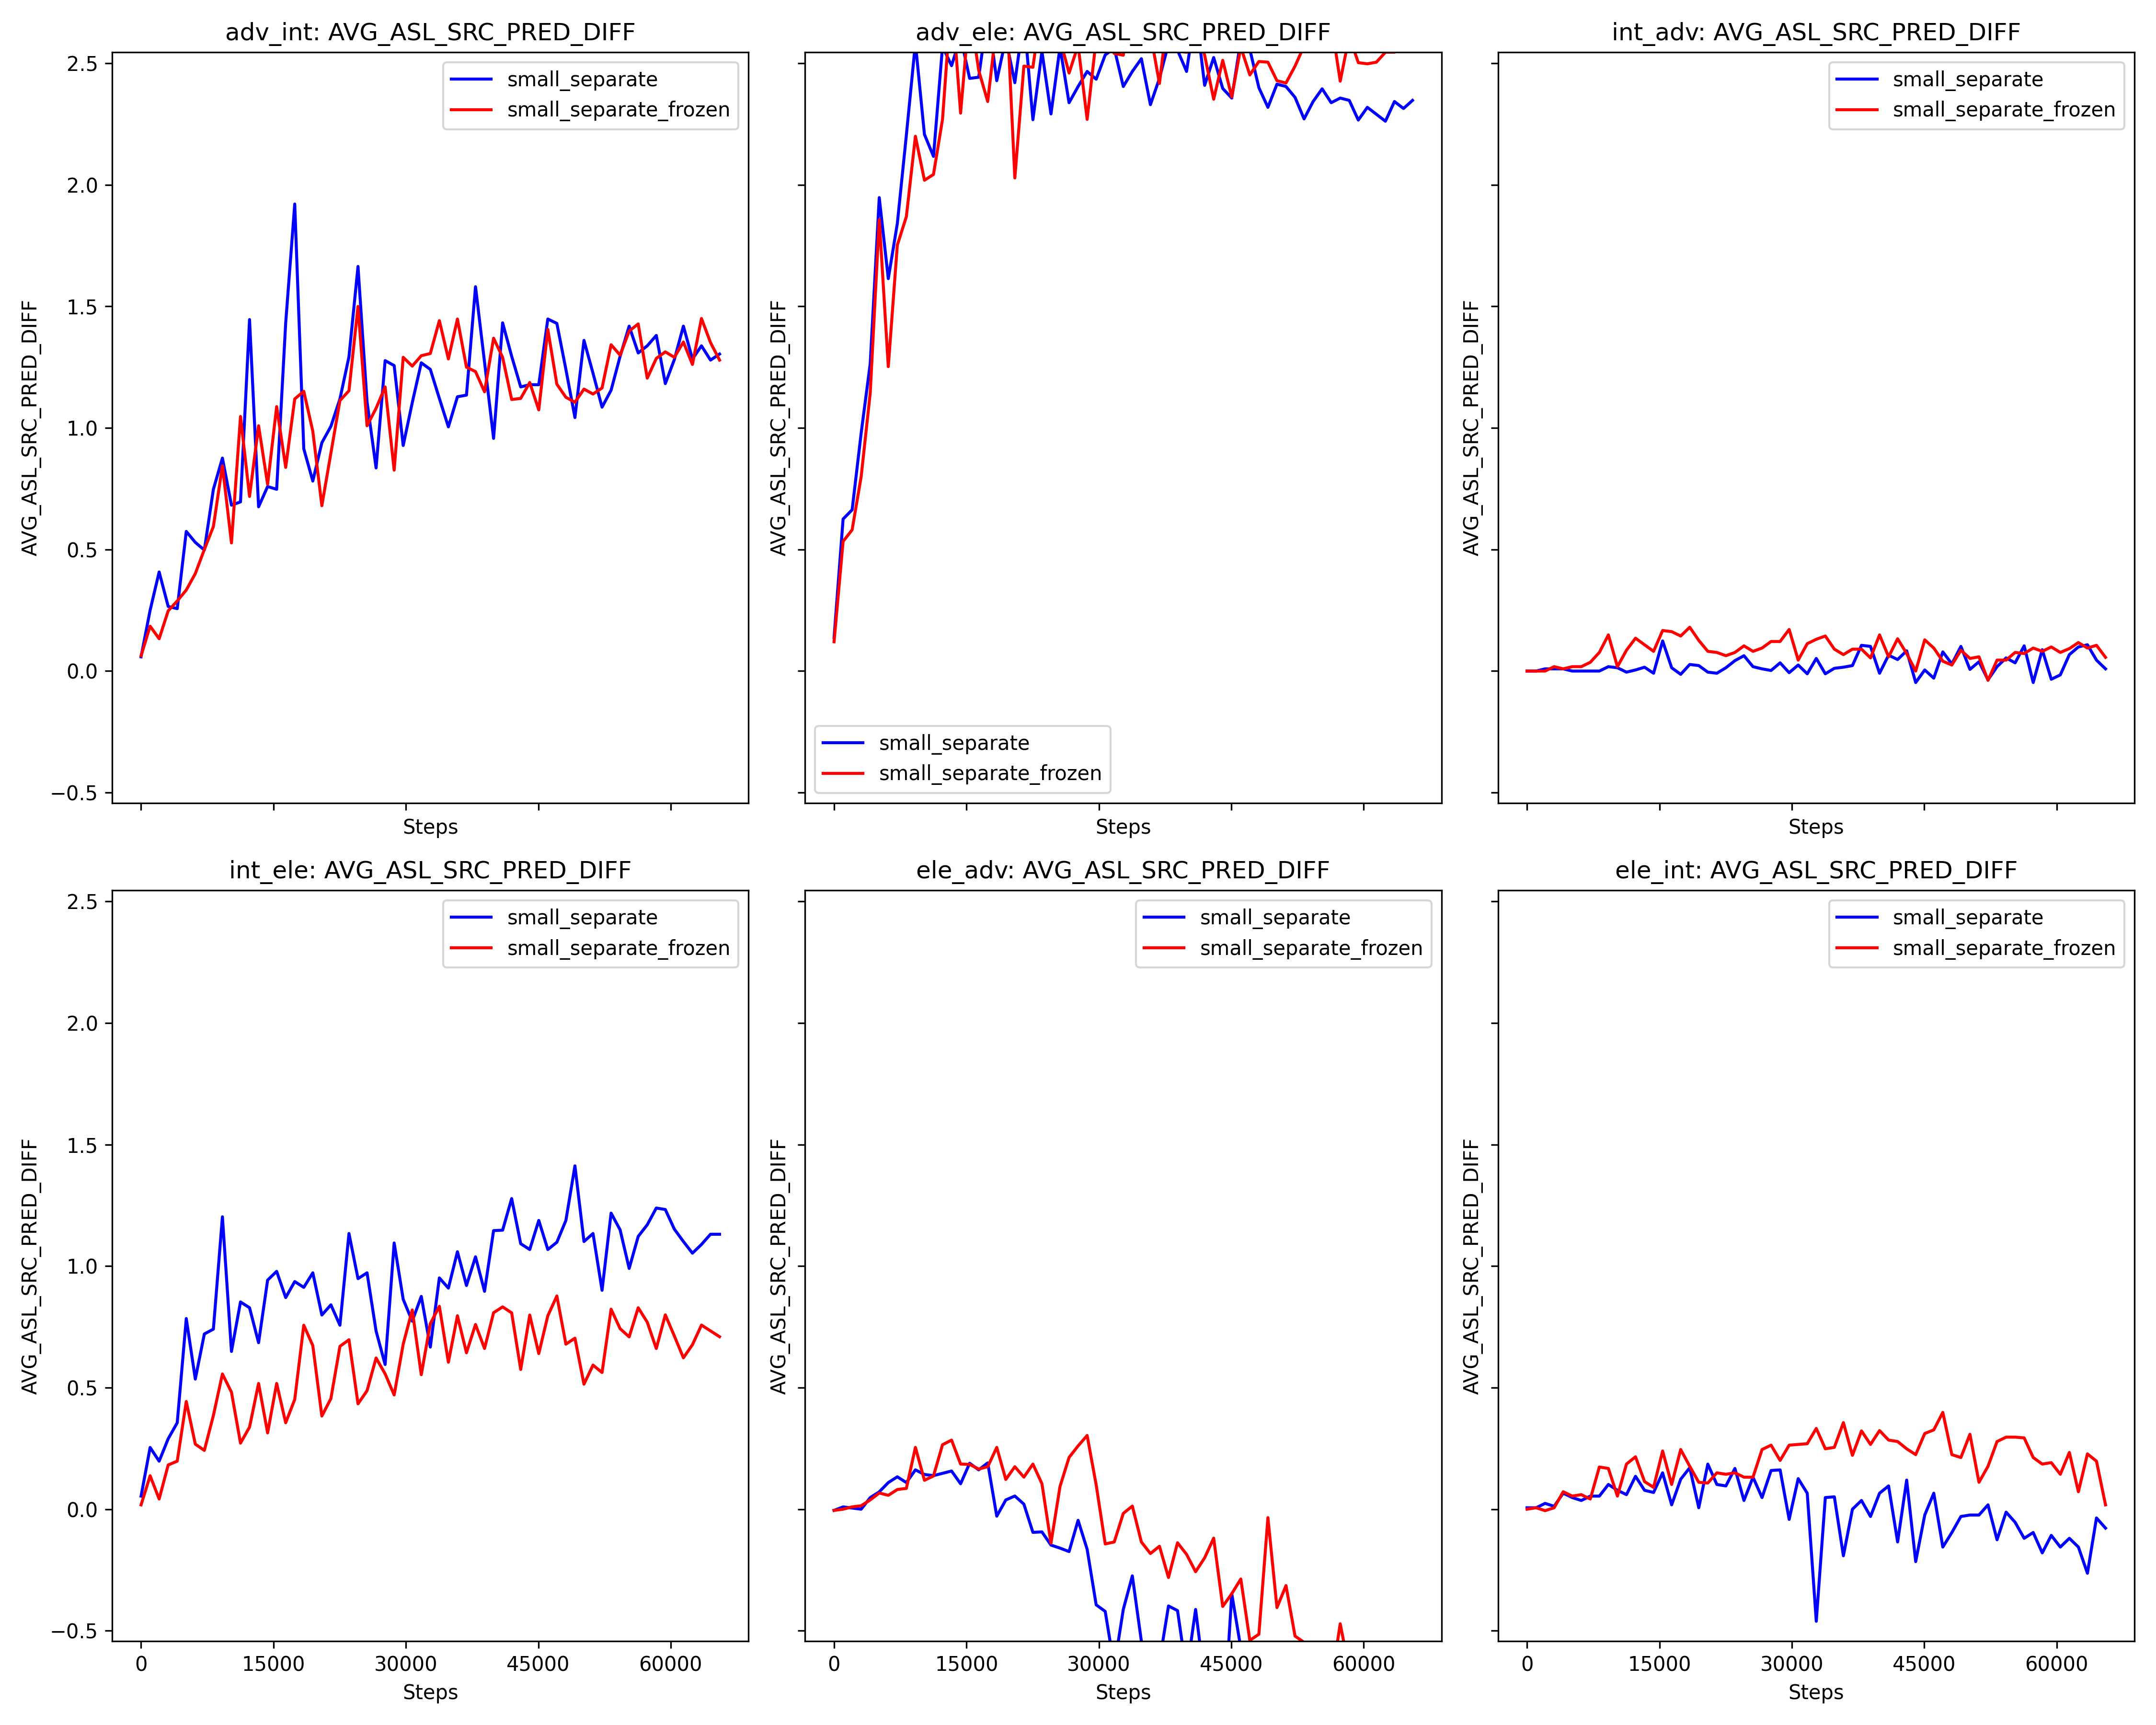 adv_int: AVG_ASL_SRC_PRED_DIFF
AVG_ASL_SRC_PRED_DIFF
2.5
2.0
1.5
1.0
0.5
0.0
−0.5
small_separate
small_separate_frozen
Steps
adv_ele: AVG_ASL_SRC_PRED_DIFF
AVG_ASL_SRC_PRED_DIFF
small_separate
small_separate_frozen
Steps
int_adv: AVG_ASL_SRC_PRED_DIFF
AVG_ASL_SRC_PRED_DIFF
small_separate
small_separate_frozen
Steps
int_ele: AVG_ASL_SRC_PRED_DIFF
AVG_ASL_SRC_PRED_DIFF
2.5
2.0
1.5
1.0
0.5
0.0
−0.5
small_separate
small_separate_frozen
0 15000 30000 45000 60000
Steps
ele_adv: AVG_ASL_SRC_PRED_DIFF
AVG_ASL_SRC_PRED_DIFF
small_separate
small_separate_frozen
0 15000 30000 45000 60000
Steps
ele_int: AVG_ASL_SRC_PRED_DIFF
AVG_ASL_SRC_PRED_DIFF
small_separate
small_separate_frozen
0 15000 30000 45000 60000
Steps